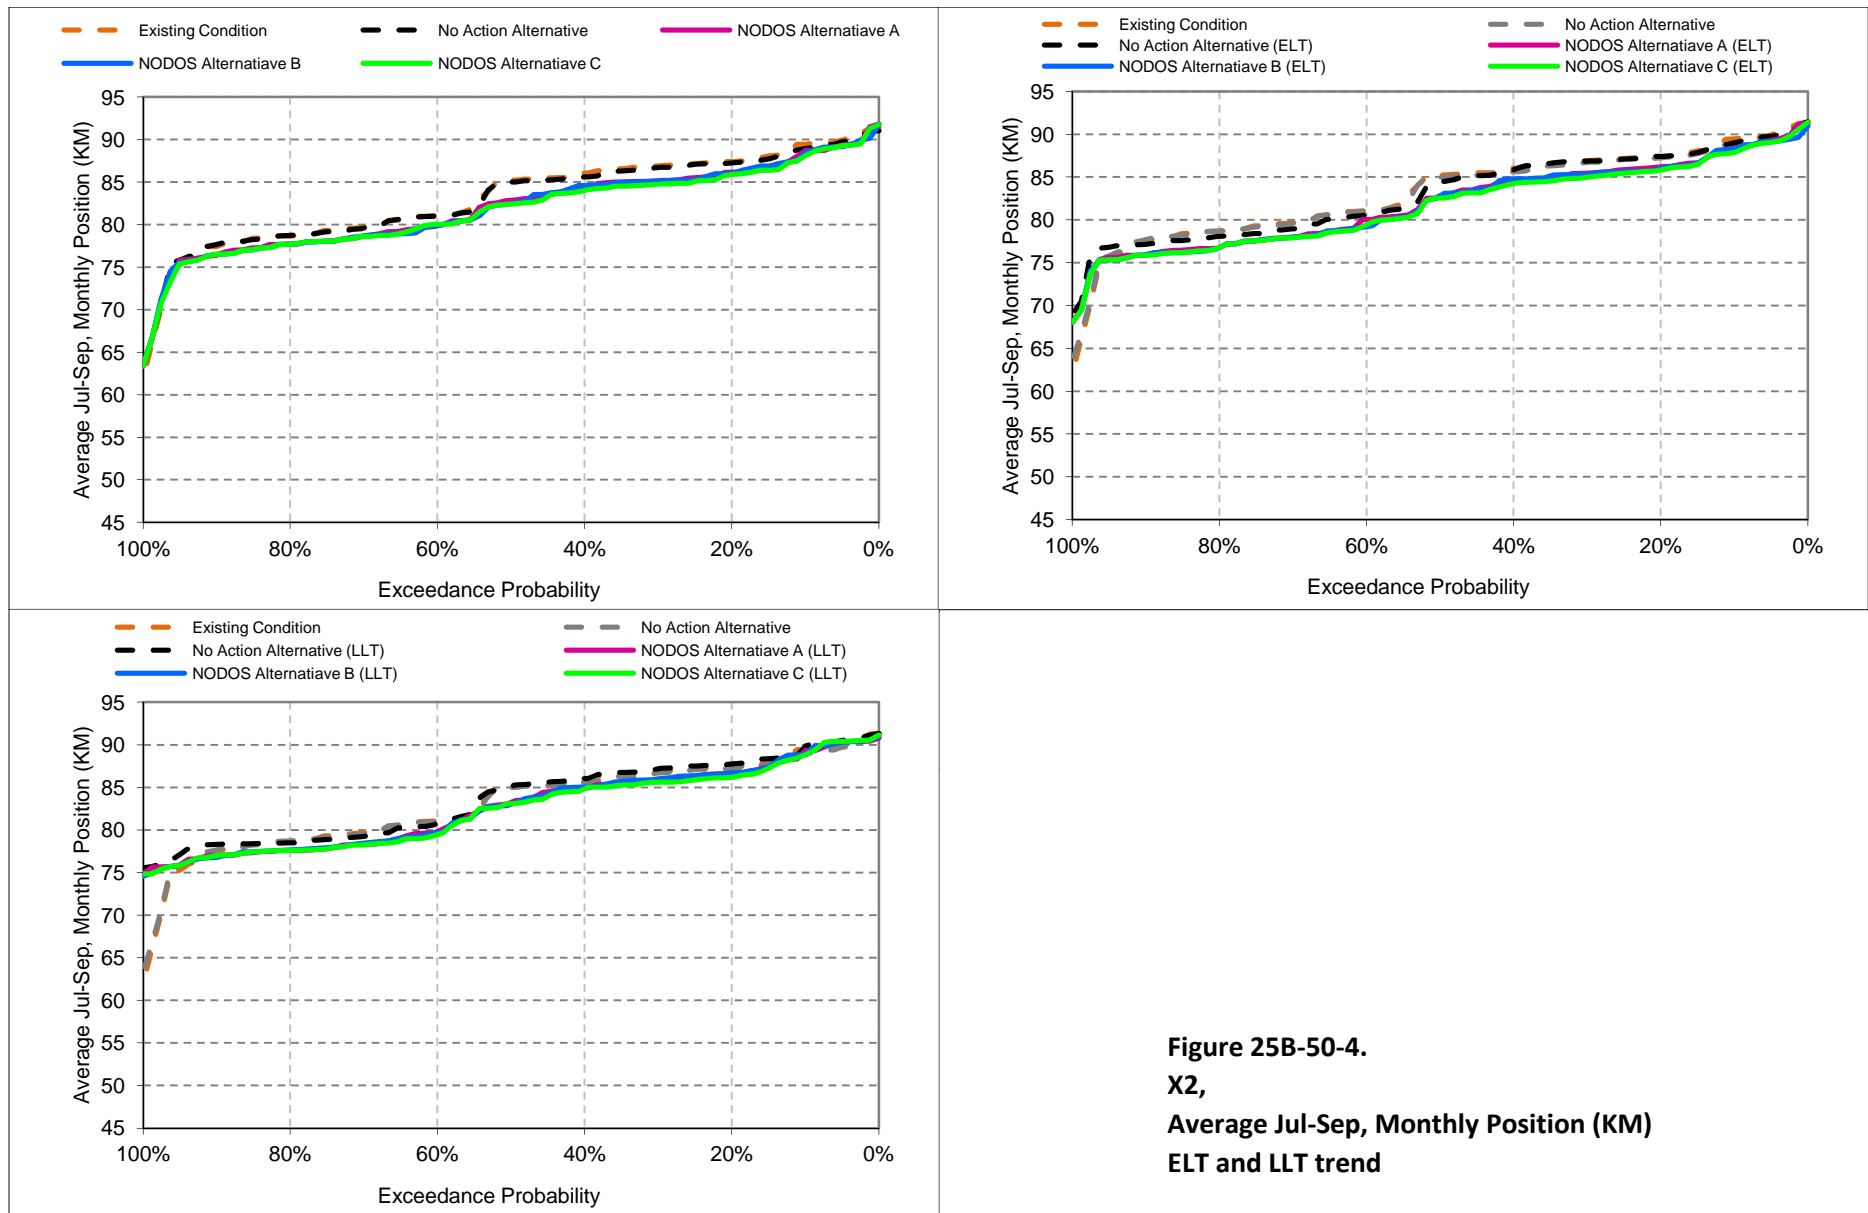 Existing Condition No Action Alternative NODOS Alternatiave A
NODOS Alternatiave B NODOS Alternatiave C
Average Jul-Sep, Monthly Position (KM)
95
90
85
80
75
70
65
60
55
50
45
100% 80% 60% 40% 20% 0%
Exceedance Probability
Existing Condition No Action Alternative
No Action Alternative (ELT) NODOS Alternatiave A (ELT)
NODOS Alternatiave B (ELT) NODOS Alternatiave C (ELT)
Average Jul-Sep, Monthly Position (KM)
95
90
85
80
75
70
65
60
55
50
45
100% 80% 60% 40% 20% 0%
Exceedance Probability
Existing Condition No Action Alternative
No Action Alternative (LLT) NODOS Alternatiave A (LLT)
NODOS Alternatiave B (LLT) NODOS Alternatiave C (LLT)
Average Jul-Sep, Monthly Position (KM)
95
90
85
80
75
70
65
60
55
50
45
100% 80% 60% 40% 20% 0%
Exceedance Probability
Figure 25B-50-4.
X2,
Average Jul-Sep, Monthly Position (KM)
ELT and LLT trend